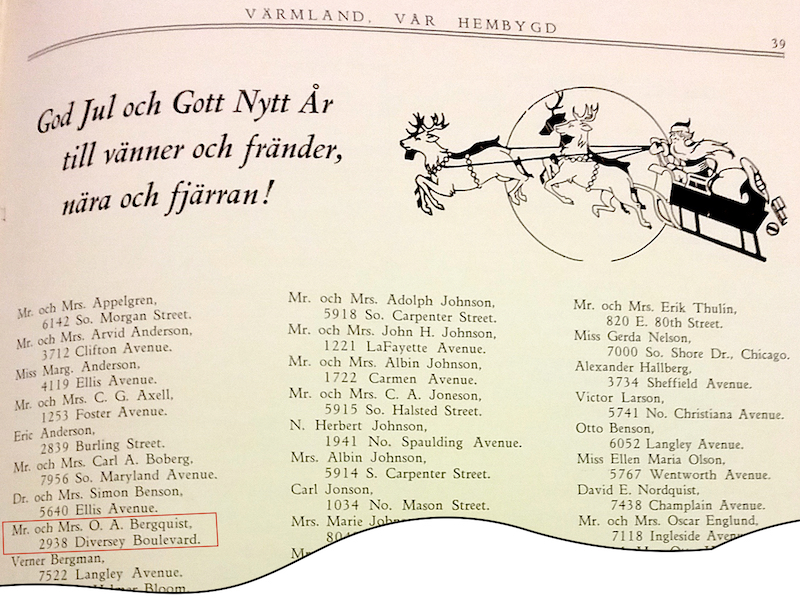 VÄRMLAND, VÅR HEMBYGD
39
God Jul och Gott Nytt År
till vänner och fränder,
nära och fjärran!
Mr. och Mrs. Appelgren,
6142 So. Morgan Street.
Mr. och Mrs. Arvid Anderson,
3712 Clifton Avenue.
Miss Marg. Anderson,
4119 Ellis Avenue.
Mr. och Mrs. C. G. Axell,
1253 Foster Avenue.
Eric Anderson,
2839 Burling Street.
Mr. och Mrs. Carl A. Boberg,
7956 So. Maryland Avenue.
Dr. och Mrs. Simon Benson,
5640 Ellis Avenue.
Mr. och Mrs. O. A. Bergquist,
2938 Diversey Boulevard.
Verner Bergman,
7522 Langley Avenue.
Bloom.
Mr. och Mrs. Adolph Johnson,
5918 So. Carpenter Street.
Mr. och Mrs. John H. Johnson,
1221 LaFayette Avenue.
Mr. och Mrs. Albin Johnson,
1722 Carmen Avenue.
Mr. och Mrs. C. A. Joneson,
5915 So. Halsted Street.
N. Herbert Johnson,
1941 No. Spaulding Avenue.
Mrs. Albin Johnson,
5914 S. Carpenter Street.
Carl Jonson,
1034 No. Mason Street.
Mrs. Marie
Mr. och Mrs. Erik Thulin,
820 E. 80th Street.
Miss Gerda Nelson,
7000 So. Shore Dr., Chicago.
Alexander Hallberg,
3734 Sheffield Avenue.
Victor Larson,
5741 No. Christiana Avenue.
Otto Benson,
6052 Langley Avenue.
Miss Ellen Maria Olson,
5767 Wentworth Avenue.
David E. Nordquist,
7438 Champlain Avenue.
Mr. och Mrs. Oscar Englund,
7118 Ingleside